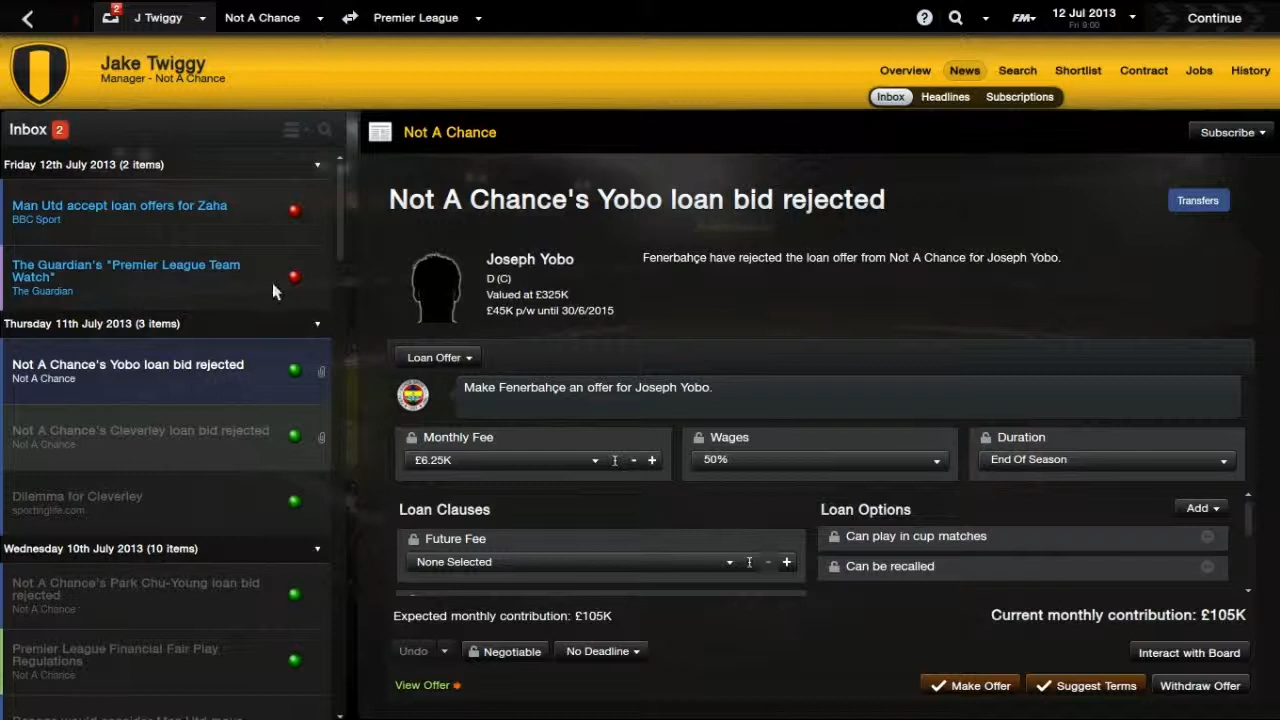 2
J Twiggy
Not A Chance
Premier League
FM
12 Jul 2013
Fri 9:00
Continue
Jake Twiggy
Manager - Not A Chance
Overview
News
Search
Shortlist
Contract
Jobs
History
Inbox
Headlines
Subscriptions
Inbox 2
Friday 12th July 2013 (2 items)
Man Utd accept loan offers for Zaha
BBC Sport
The Guardian's "Premier League Team
Watch"
The Guardian
Thursday 11th July 2013 (3 items)
Not A Chance's Yobo loan bid rejected
Not A Chance
Not A Chance's Cleverley loan bid rejected
Not A Chance
Dilemma for Cleverley
sportinglife.com
Wednesday 10th July 2013 (10 items)
Not A Chance's Park Chu-Young loan bid
rejected
Not A Chance
Premier League Financial Fair Play
Regulations
Not A Chance
Not A Chance
Subscribe
Not A Chance's Yobo loan bid rejected
Transfers
Joseph Yobo
D (C)
Valued at £325K
£45K p/w until 30/6/2015
Fenerbahçe have rejected the loan offer from Not A Chance for Joseph Yobo.
Loan Offer
Make Fenerbahçe an offer for Joseph Yobo.
Monthly Fee
£6.25K
Wages
50%
Duration
End Of Season
Loan Clauses
Future Fee
None Selected
Loan Options
Add
Can play in cup matches
Can be recalled
Expected monthly contribution: £105K
Current monthly contribution: £105K
Undo
Negotiable
No Deadline
Interact with Board
View Offer
Make Offer
Suggest Terms
Withdraw Offer